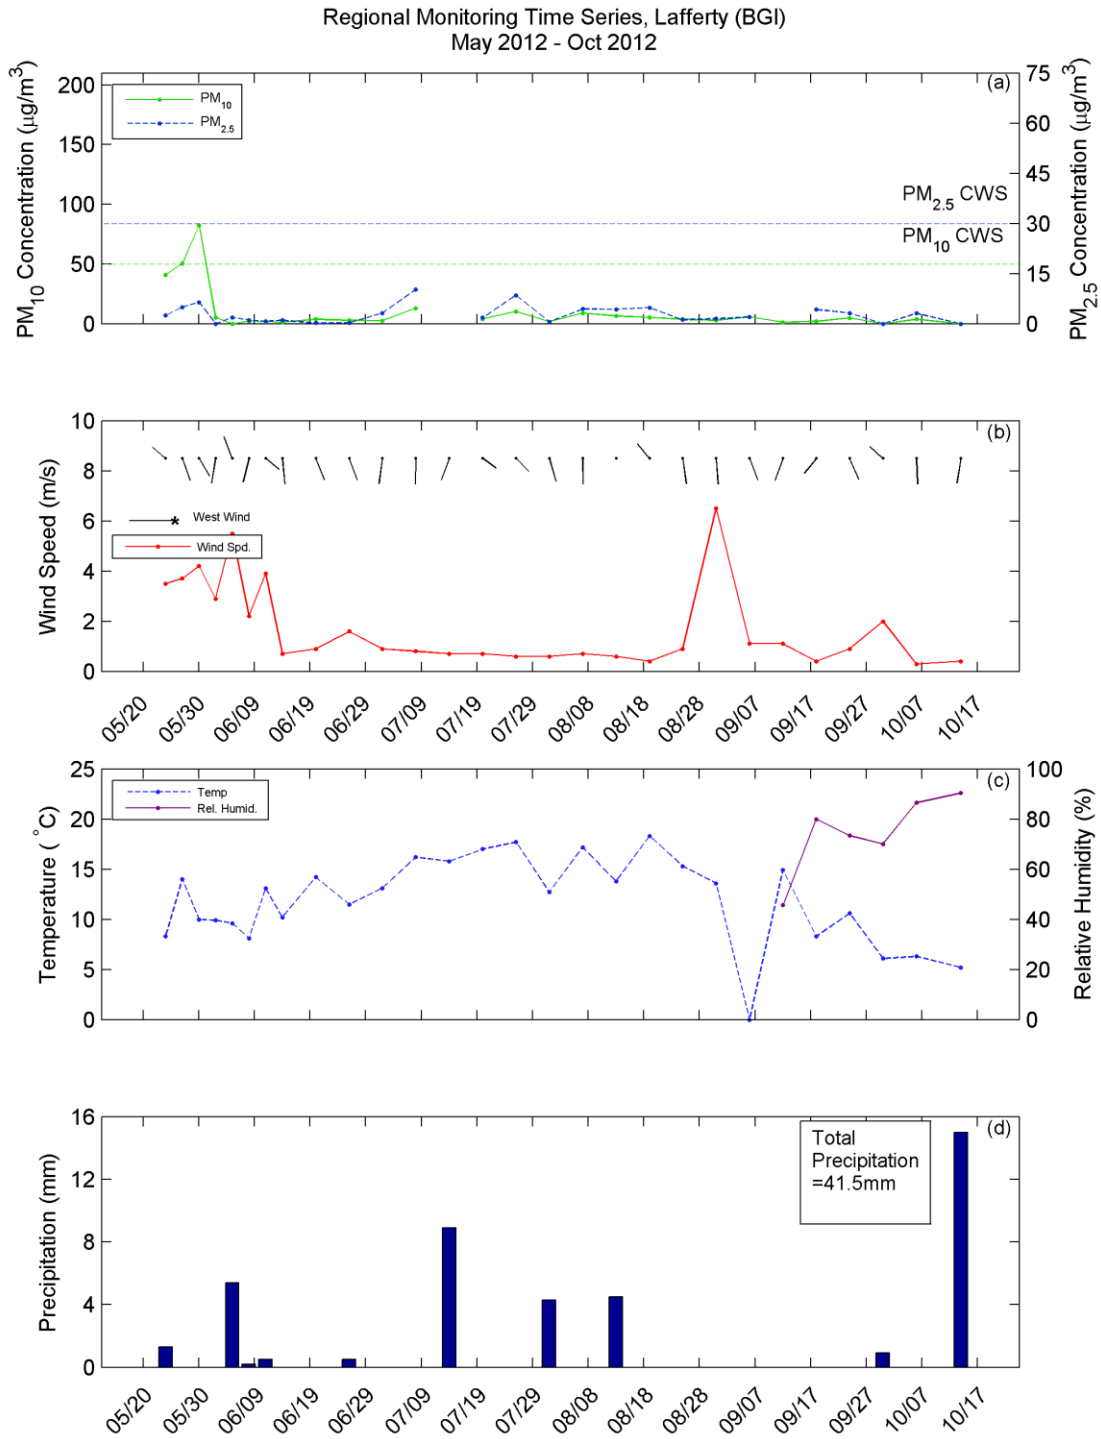 Regional Monitoring Time Series, Lafferty (BGI)
May 2012 - Oct 2012
(a)
PM10
PM2.5
PM2.5 CWS
PM10 CWS
PM10 Concentration (µg/m3)
200
150
100
50
0
PM2.5 Concentration (µg/m3)
75
60
45
30
15
0
(b)
West Wind
Wind Spd.
Wind Speed (m/s)
10
8
6
4
2
0
05/20 05/30 06/09 06/19 06/29 07/09 07/19 07/29 08/08 08/18 08/28 09/07 09/17 09/27 10/07 10/17
(c)
Temp
Rel. Humid.
Temperature (°C)
25
20
15
10
5
0
Relative Humidity (%)
100
80
60
40
20
0
(d)
Total
Precipitation
=41.5mm
Precipitation (mm)
16
12
8
4
0
05/20 05/30 06/09 06/19 06/29 07/09 07/19 07/29 08/08 08/18 08/28 09/07 09/17 09/27 10/07 10/17